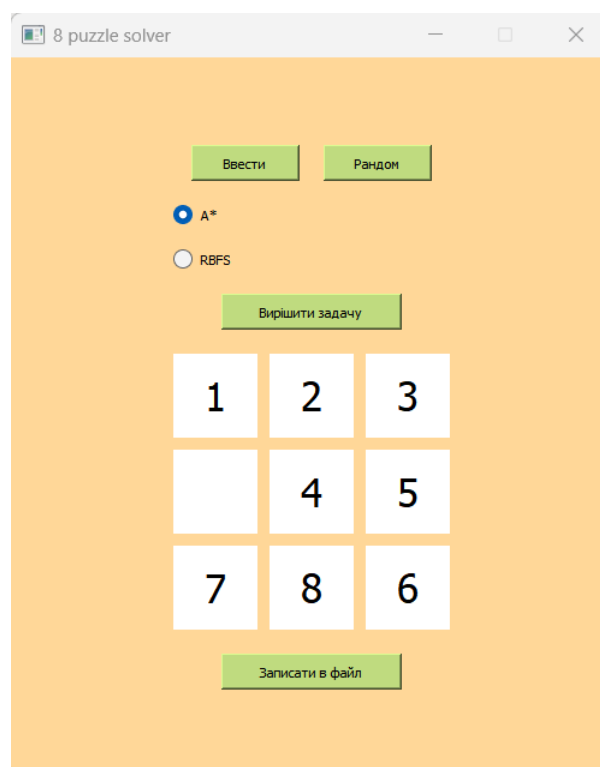 8 puzzle solver
Ввести Рандом
A*
RBFS
Вирішити задачу
1 2 3
4 5
7 8 6
Записати в файл